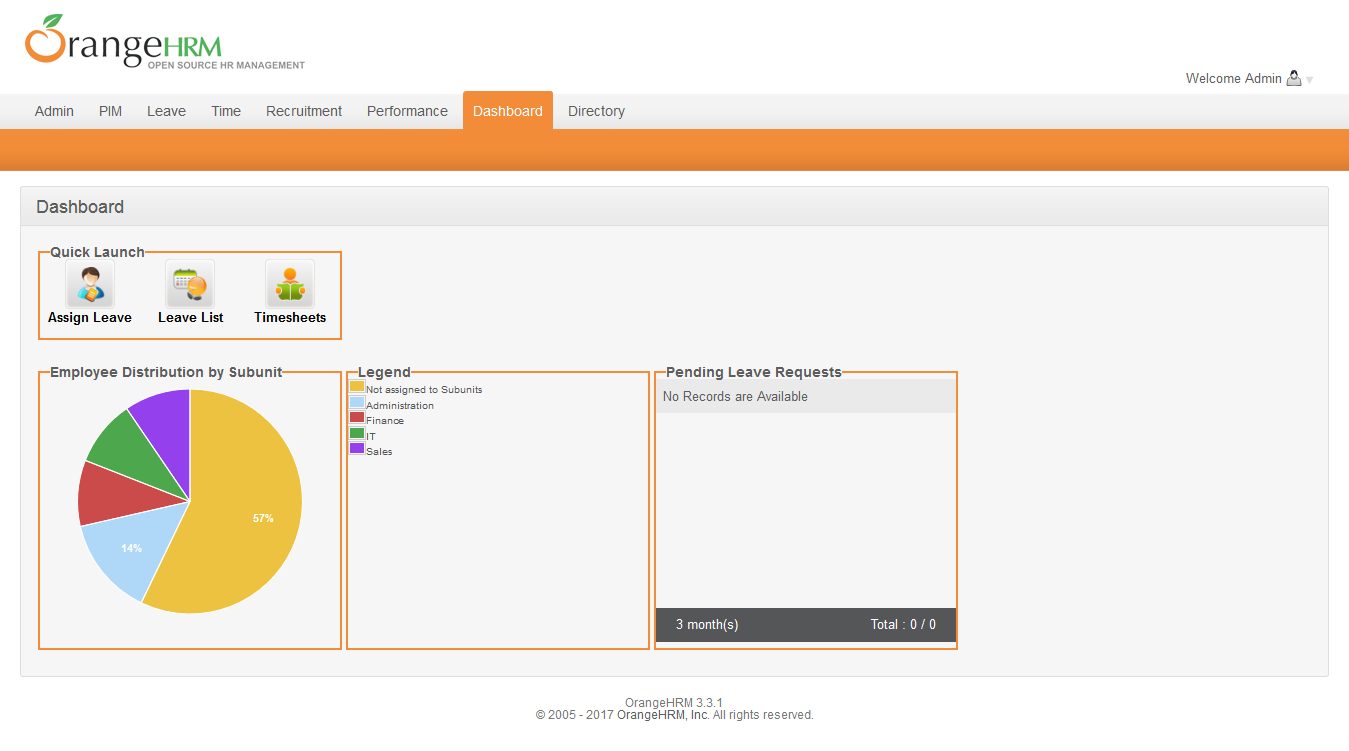 OrangeHRM
OPEN SOURCE HR MANAGEMENT
Welcome Admin
Admin PIM Leave Time Recruitment Performance Dashboard Directory
Dashboard
Quick Launch
Assign Leave Leave List Timesheets
Employee Distribution by Subunit
57%
14%
Legend
Not assigned to Subunits
Administration
Finance
IT
Sales
Pending Leave Requests
No Records are Available
3 month(s) Total : 0 / 0
OrangeHRM 3.3.1
© 2005 - 2017 OrangeHRM, Inc. All rights reserved.